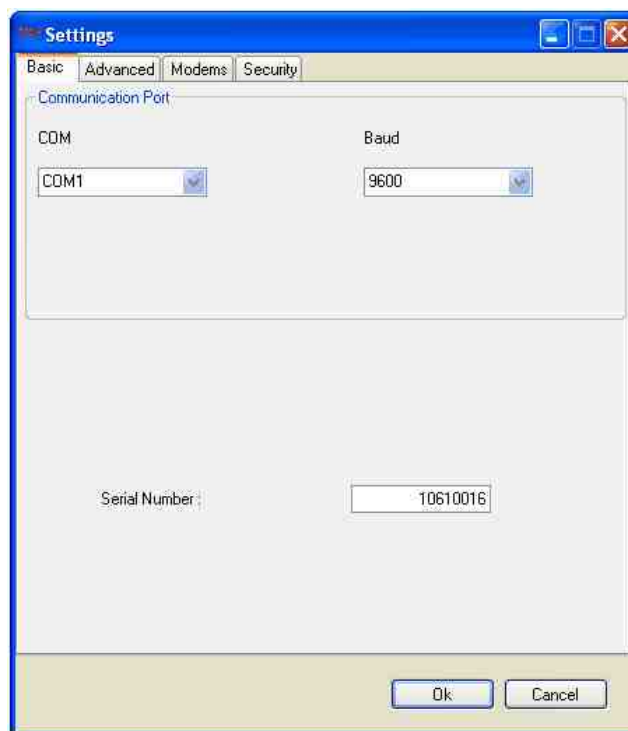 Settings
Basic Advanced Modems Security
Communication Port
COM Baud
COM1 9600
Serial Number : 10610016
Ok Cancel